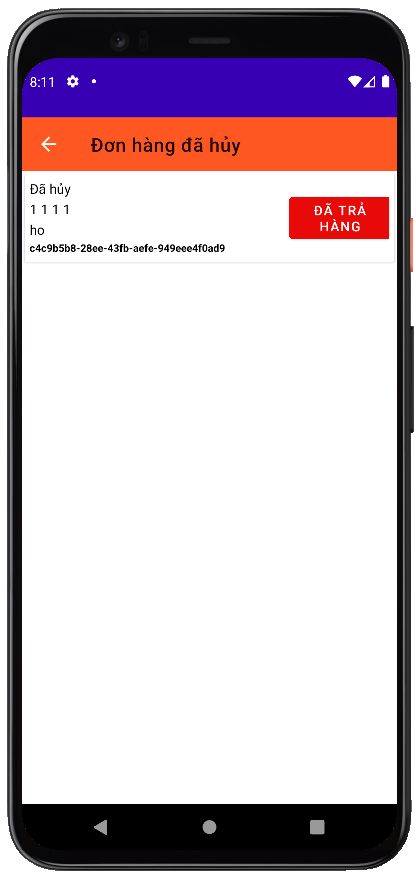 8:11
Đơn hàng đã hủy
Đã hủy
1 1 1 1
ho
c4c9b5b8-28ee-43fb-aefe-949eee4f0ad9
ĐÃ TRẢ
HÀNG